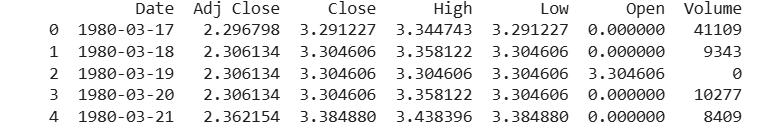 Date Adj Close Close High Low Open Volume
0 1980-03-17 2.296798 3.291227 3.344743 3.291227 0.000000 41109
1 1980-03-18 2.306134 3.304606 3.358122 3.304606 0.000000 9343
2 1980-03-19 2.306134 3.304606 3.304606 3.304606 3.304606 0
3 1980-03-20 2.306134 3.304606 3.358122 3.304606 0.000000 10277
4 1980-03-21 2.362154 3.384880 3.438396 3.384880 0.000000 8409